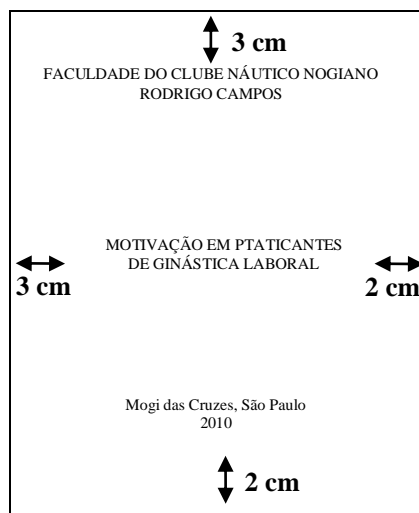 3 cm
FACULDADE DO CLUBE NÁUTICO NOGIANO
RODRIGO CAMPOS
MOTIVAÇÃO EM PTATICANTES
DE GINÁSTICA LABORAL
3 cm
2 cm
Mogi das Cruzes, São Paulo
2010
2 cm